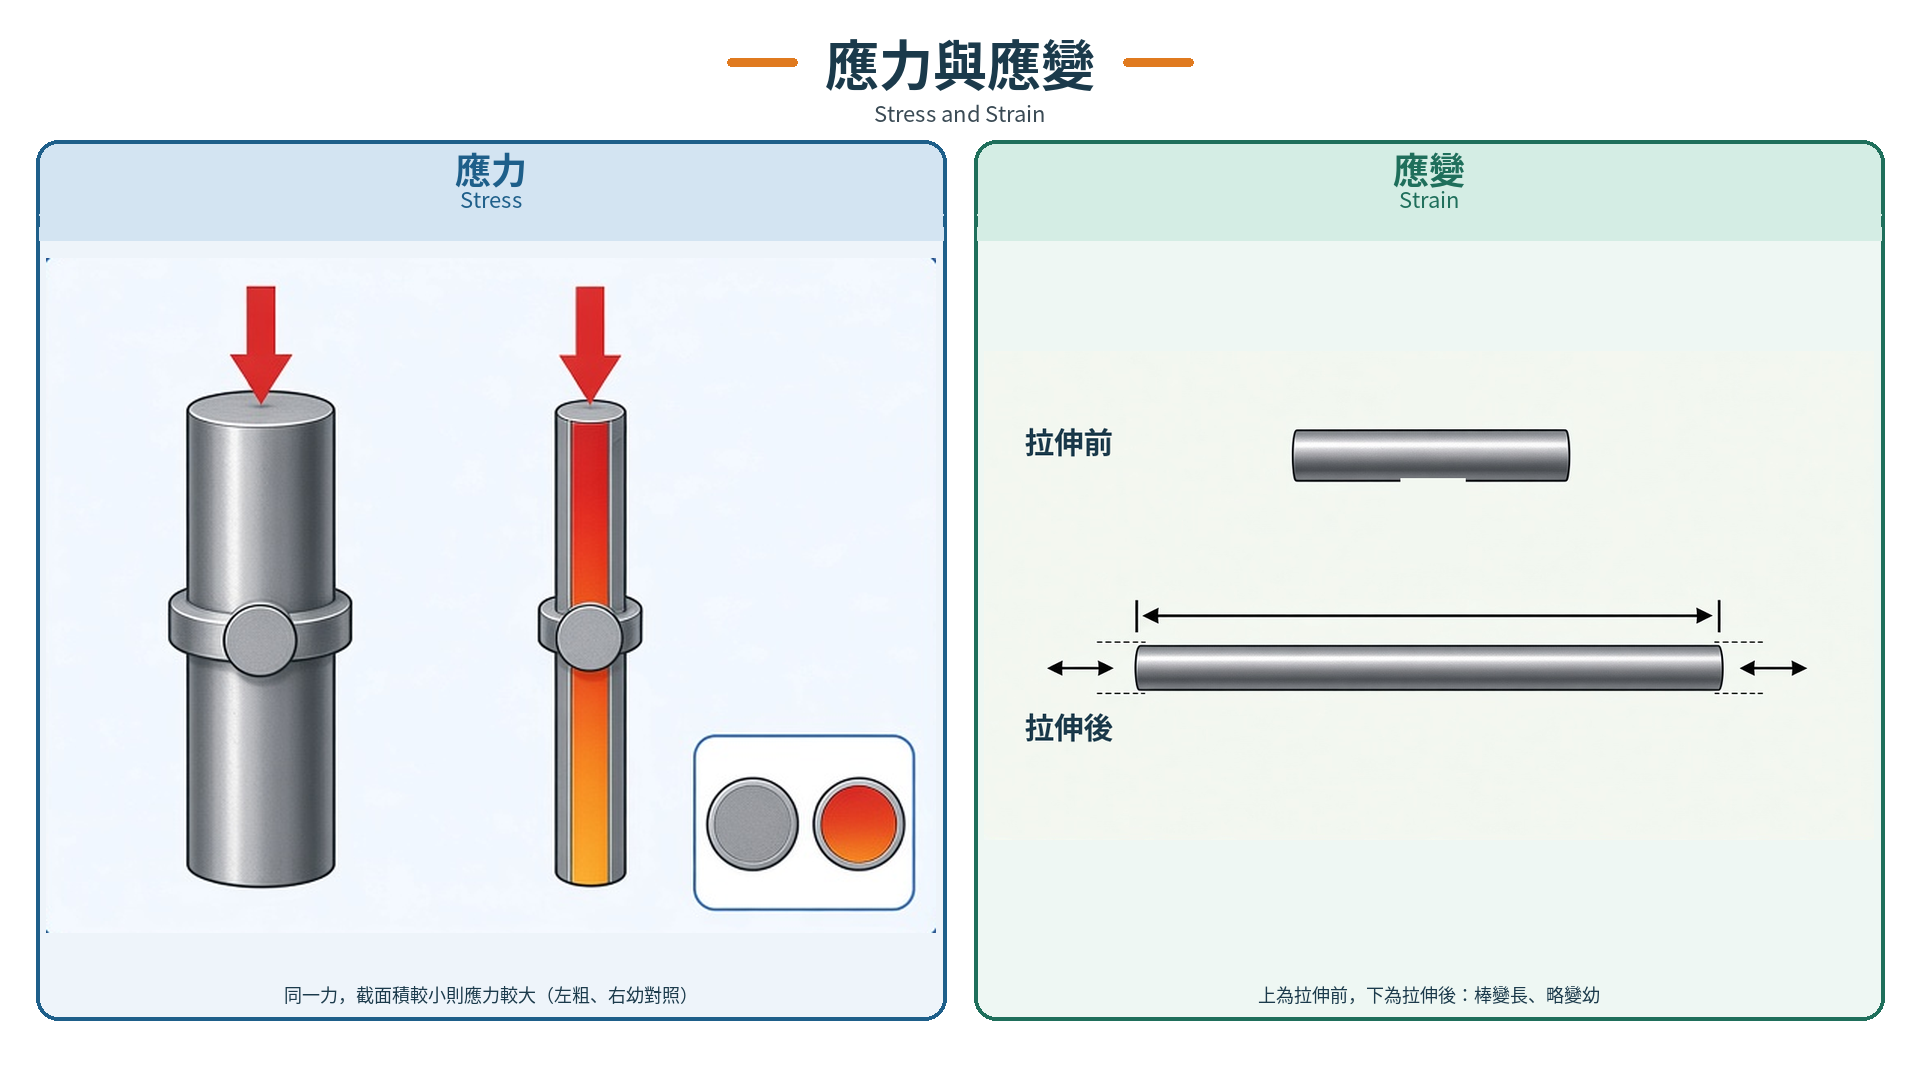 應力與應變
Stress and Strain
應力
Stress
同一力，截面積較小則應力較大（左粗、右幼對照）
應變
Strain
拉伸前
拉伸後
上為拉伸前，下為拉伸後：棒變長、略變幼